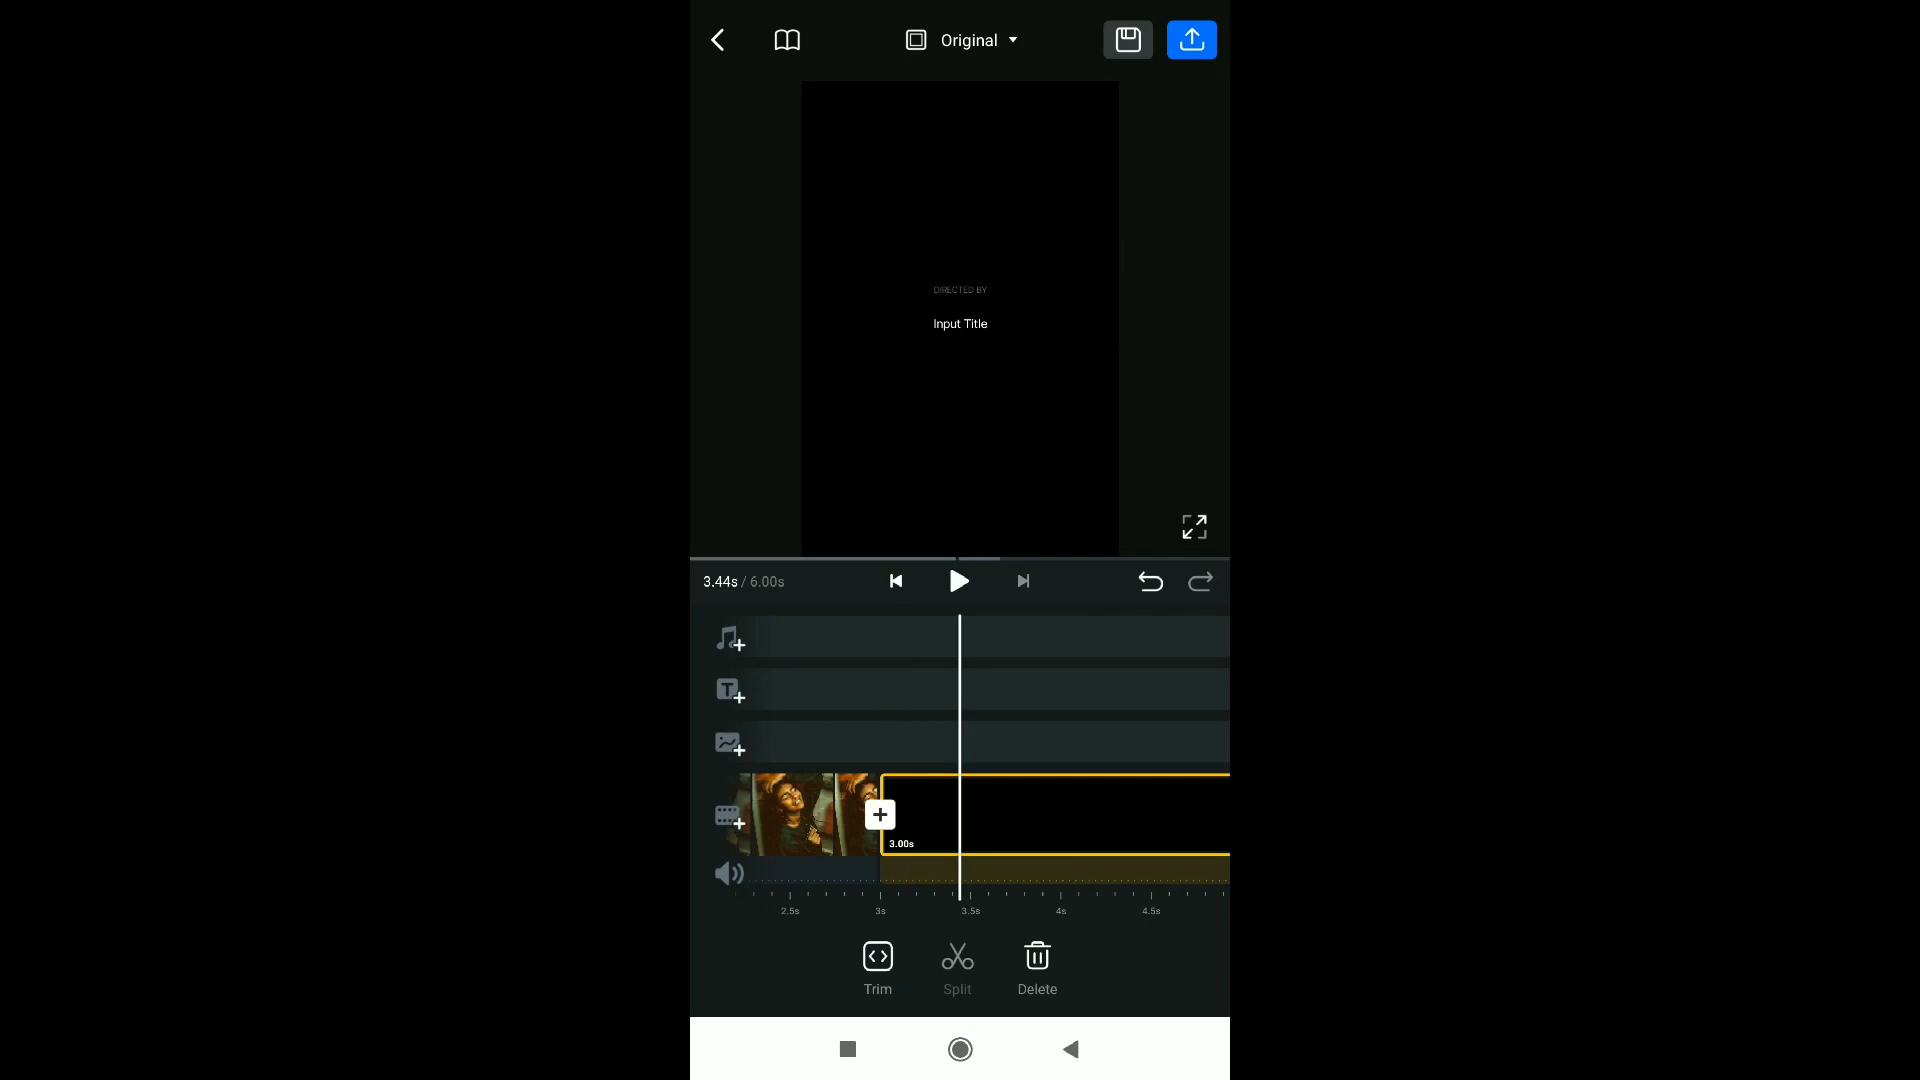 Original
DIRECTED BY
Input Title
3.44s / 6.00s
3.00s
2.5s 3s 3.5s 4s 4.5s
Trim Split Delete